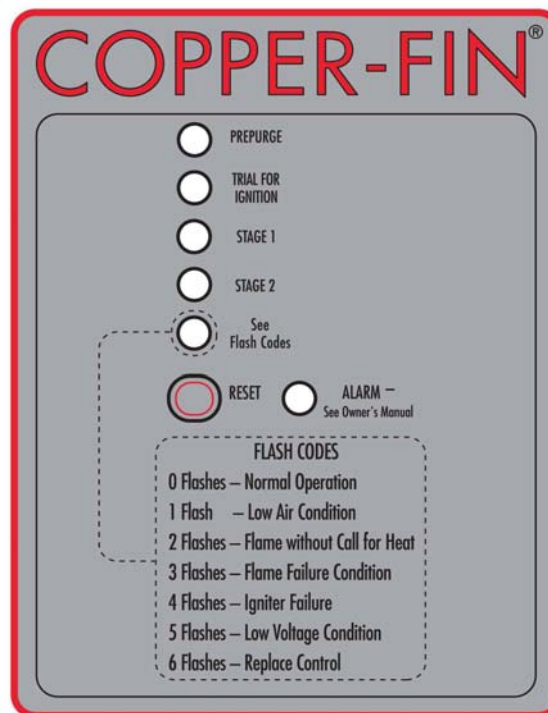 COPPER-FIN®
PREPURGE
TRIAL FOR
IGNITION
STAGE 1
STAGE 2
See
Flash Codes
RESET
ALARM –
See Owner's Manual
FLASH CODES
0 Flashes – Normal Operation
1 Flash – Low Air Condition
2 Flashes – Flame without Call for Heat
3 Flashes – Flame Failure Condition
4 Flashes – Igniter Failure
5 Flashes – Low Voltage Condition
6 Flashes – Replace Control